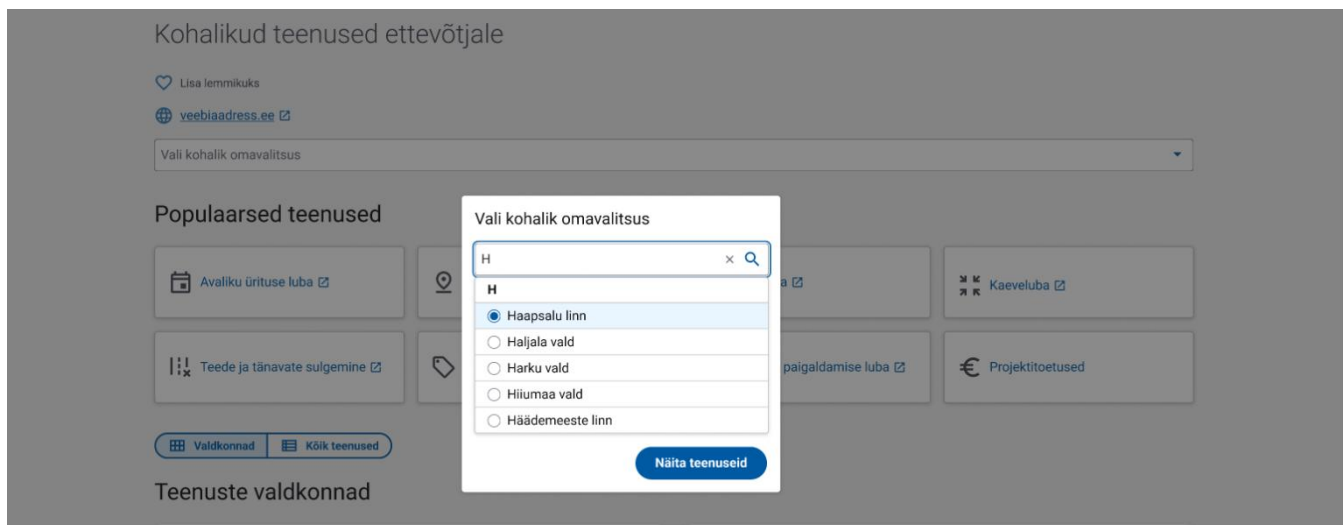 Kohalikud teenused ettevõtjale
Lisa lemmikuks
veebiaadress.ee
Vali kohalik omavalitsus
Populaarsed teenused
Vali kohalik omavalitsus
H
H
Haapsalu linn
Haljala vald
Harku vald
Hiiumaa vald
Häädemeeste linn
Näita teenuseid
Avaliku ürituse luba
a
Kaeveluba
Teede ja tänavate sulgemine
paigaldamise luba
Projektitoetused
Valdkonnad
Kõik teenused
Teenuste valdkonnad